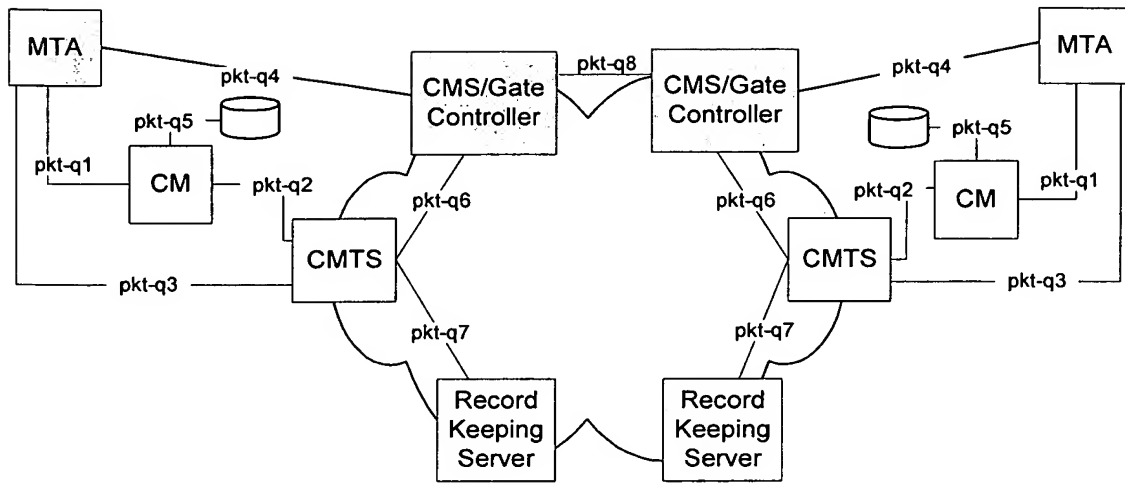 MTA
MTA
pkt-q8
pkt-q4
CMS/Gate
Controller
CMS/Gate
Controller
pkt-q4
pkt-q5
pkt-q5
pkt-q1
CM
pkt-q2
pkt-q6
pkt-q6
pkt-q2
CM
pkt-q1
CMTS
CMTS
pkt-q3
pkt-q3
pkt-q7
pkt-q7
Record
Keeping
Server
Record
Keeping
Server